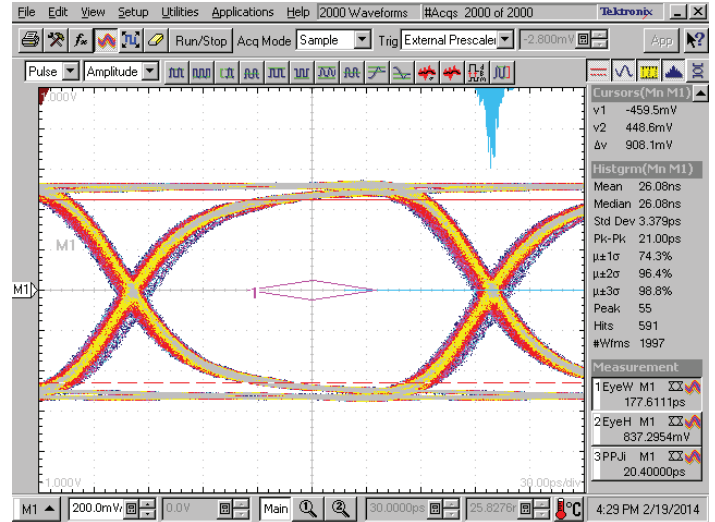 File Edit View Setup Utilities Applications Help 2000 Waveforms #Acqs 2000 of 2000 Tektronix
Run/Stop Acq Mode Sample Trig External Prescaler -2.800mV App
Pulse Amplitude
1.000V
M1
M1
1
-1.000V
30.00ps/div
Cursors(Mn M1)
v1 -459.5mV
v2 448.6mV
Δv 908.1mV
Histgrm(Mn M1)
Mean 26.08ns
Median 26.08ns
Std Dev 3.379ps
Pk-Pk 21.00ps
µ±1σ 74.3%
µ±2σ 96.4%
µ±3σ 98.8%
Peak 55
Hits 591
#Wfms 1997
Measurement
1EyeW M1
177.6111ps
2EyeH M1
837.2954mV
3PPJi M1
20.40000ps
M1 200.0mV/ 0.0V Main 30.0000ps 25.8276n °C 4:29 PM 2/19/2014